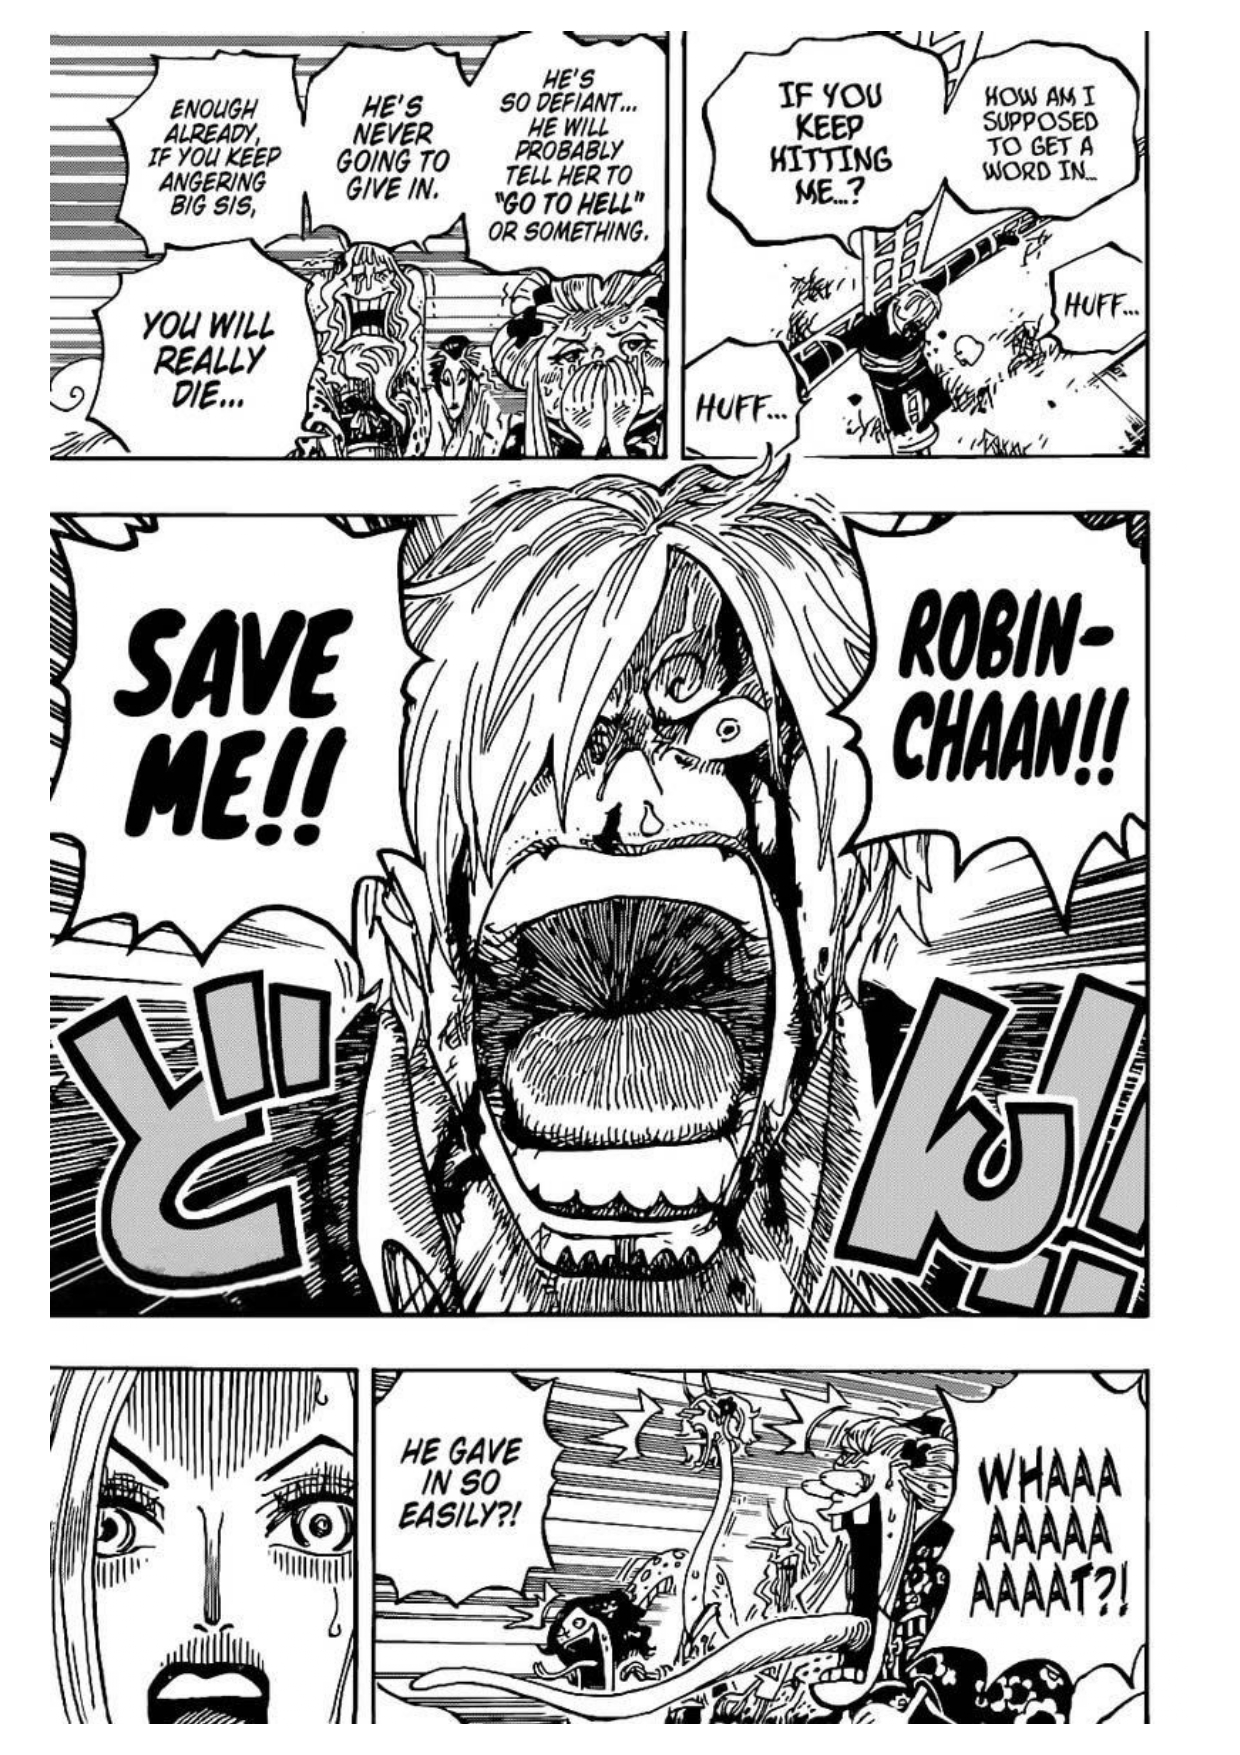 HOW AM I
SUPPOSED
TO GET A
WORD IN...
IF YOU
KEEP
HITTING
ME...?
HUFF...
HUFF...
HE'S
SO DEFIANT...
HE WILL
PROBABLY
TELL HER TO
"GO TO HELL"
OR SOMETHING.
HE'S
NEVER
GOING TO
GIVE IN.
ENOUGH
ALREADY,
IF YOU KEEP
ANGERING
BIG SIS,
YOU WILL
REALLY
DIE...
ROBIN-
CHAAN!!
SAVE
ME!!
どん!!
WHAAA
AAAAA
AAAAT?!
HE GAVE
IN SO
EASILY?!